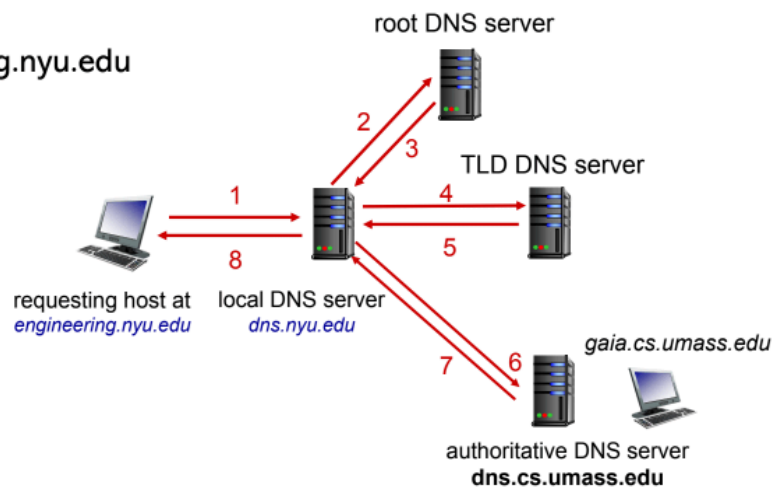 root DNS server
g.nyu.edu
2
3
TLD DNS server
1
4
5
8
requesting host at
engineering.nyu.edu
local DNS server
dns.nyu.edu
gaia.cs.umass.edu
6
7
authoritative DNS server
dns.cs.umass.edu